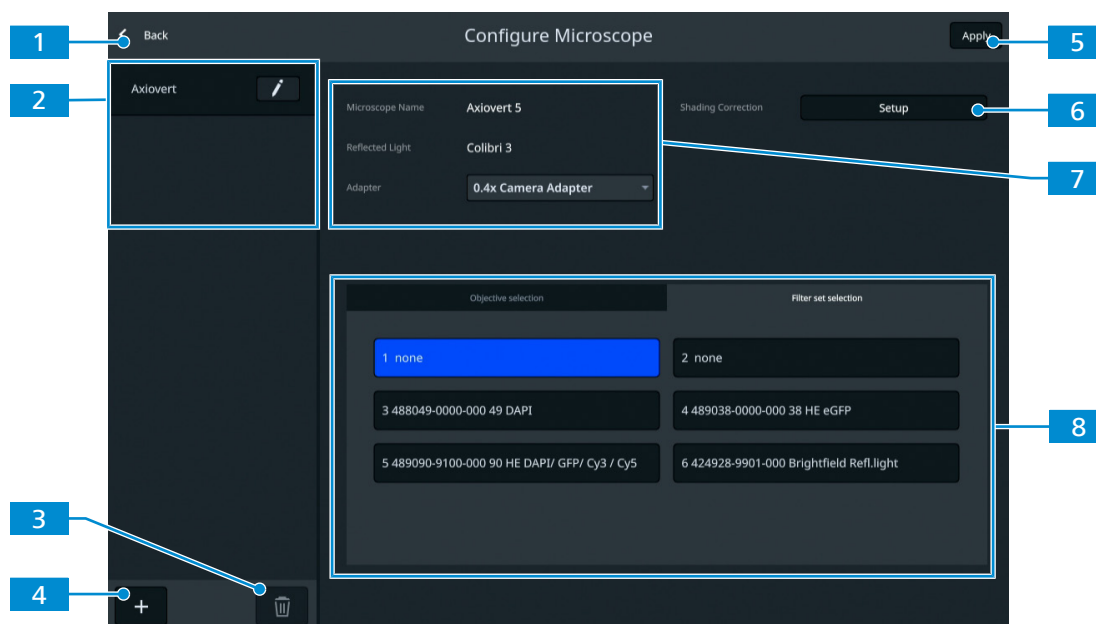 1
Back
Configure Microscope
Apply
5
2
Axiovert
Microscope Name
Axiovert 5
Shading Correction
Setup
6
Reflected Light
Colibri 3
7
Adapter
0.4x Camera Adapter
Objective selection
Filter set selection
1 none
2 none
3 488049-0000-000 49 DAPI
4 489038-0000-000 38 HE eGFP
8
5 489090-9100-000 90 HE DAPI/ GFP/ Cy3 / Cy5
6 424928-9901-000 Brightfield Refl.light
3
4
+